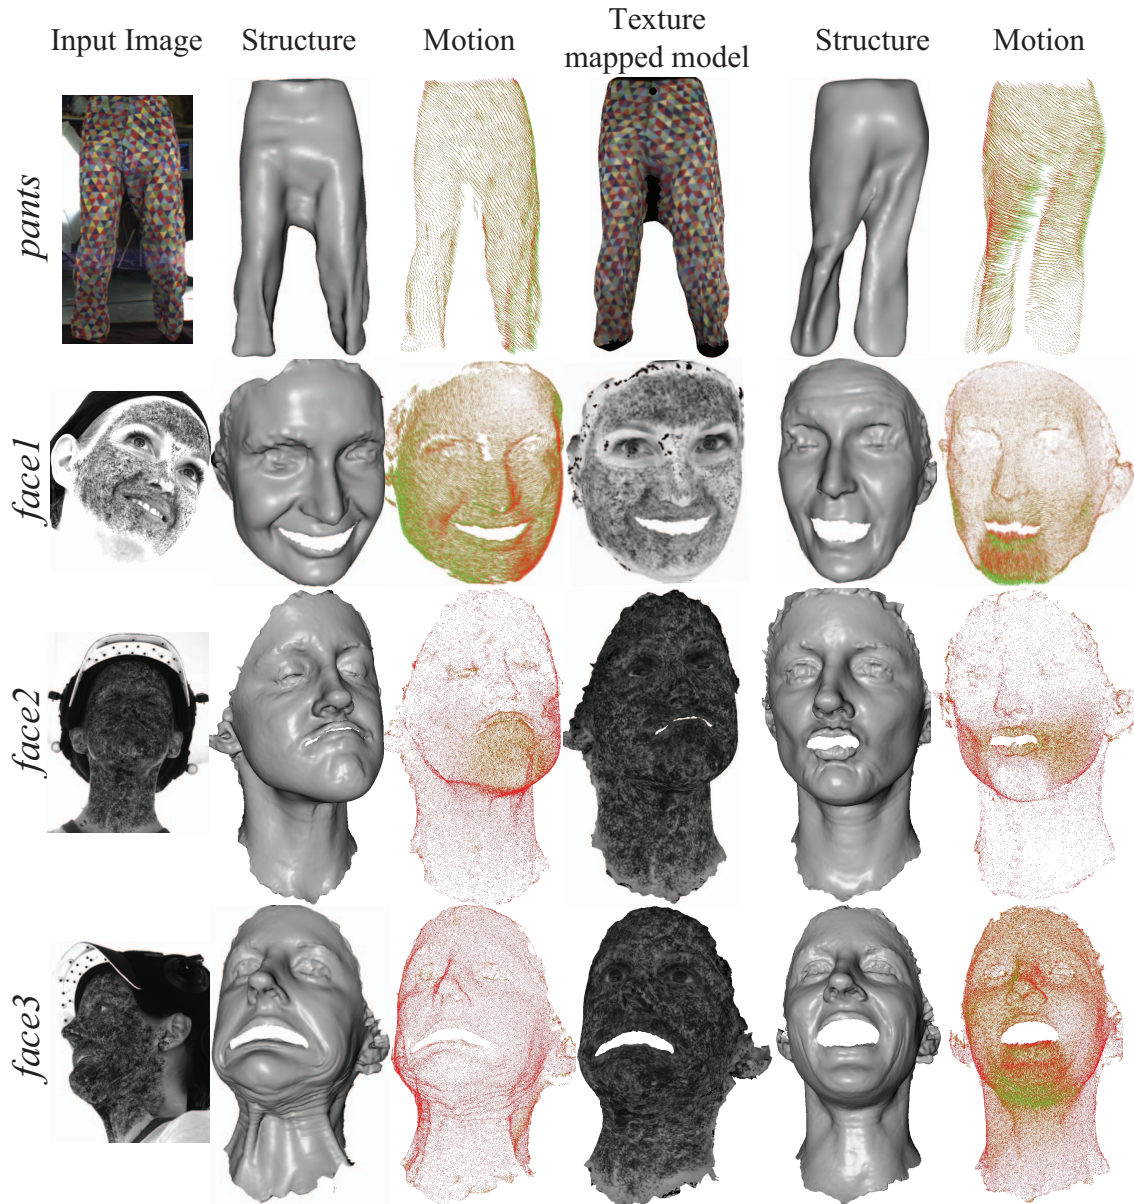 Input Image
Structure
Motion
Texture
mapped model
Structure
Motion
pants
face1
face2
face3